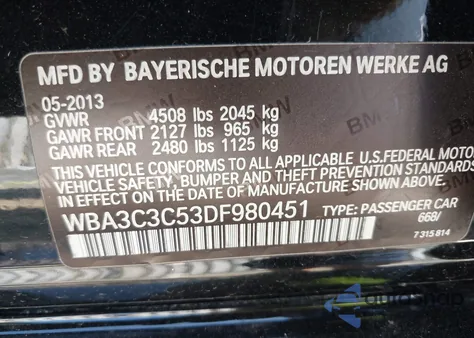 MFD BY BAYERISCHE MOTOREN WERKE AG
05-2013
GVWR 4508 lbs 2045 kg
GAWR FRONT 2127 lbs 965 kg
GAWR REAR 2480 lbs 1125 kg
THIS VEHICLE CONFORMS TO ALL APPLICABLE U.S. FEDERAL MOTOR
VEHICLE SAFETY, BUMPER AND THEFT PREVENTION STANDARDS IN
EFFECT ON THE DATE OF MANUFACTURE SHOWN ABOVE.
WBA3C3C53DF980451 TYPE: PASSENGER CAR
668/
7 315 814
autosnap